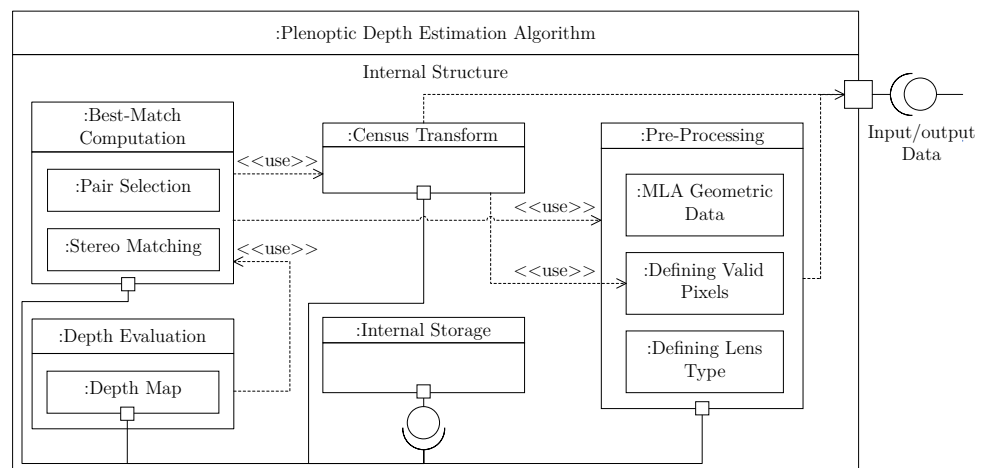 :Plenoptic Depth Estimation Algorithm
Internal Structure
:Best-Match
Computation
:Pair Selection
:Stereo Matching
<<use>>
:Census Transform
:Pre-Processing
:MLA Geometric
Data
<<use>>
<<use>>
<<use>>
:Defining Valid
Pixels
:Defining Lens
Type
:Depth Evaluation
:Depth Map
:Internal Storage
Input/output
Data